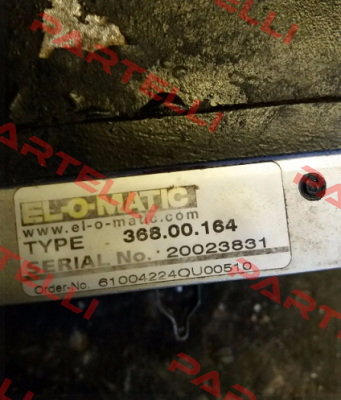 EL-O-MATIC
www.el-o-matic.com
TYPE 368.00.164
SERIAL No.: 20023831
Order-No. 61004224QU00510
PARTELLI
PARTELLI
PARTELLI
PARTELLI
PARTELLI